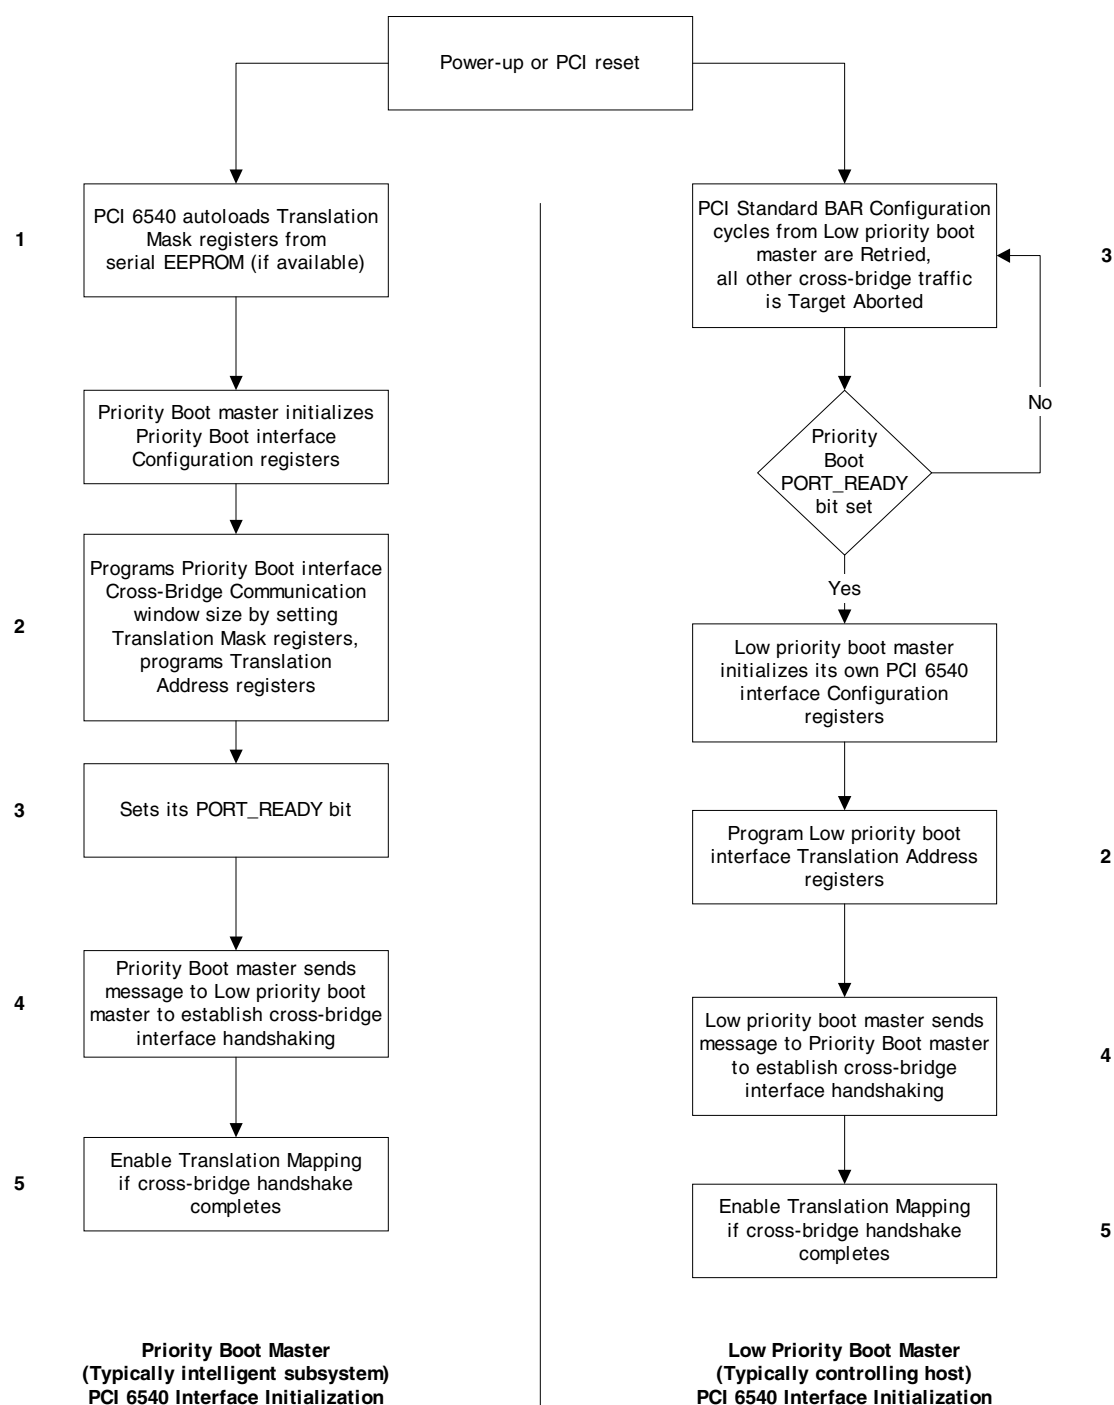 Power-up or PCI reset
1
PCI 6540 autoloads Translation
Mask registers from
serial EEPROM (if available)
Priority Boot master initializes
Priority Boot interface
Configuration registers
2
Programs Priority Boot interface
Cross-Bridge Communication
window size by setting
Translation Mask registers,
programs Translation
Address registers
3
Sets its PORT_READY bit
4
Priority Boot master sends
message to Low priority boot
master to establish cross-bridge
interface handshaking
5
Enable Translation Mapping
if cross-bridge handshake
completes
Priority Boot Master
(Typically intelligent subsystem)
PCI 6540 Interface Initialization
PCI Standard BAR Configuration
cycles from Low priority boot
master are Retried,
all other cross-bridge traffic
is Target Aborted
3
No
Priority
Boot
PORT_READY
bit set
Yes
Low priority boot master
initializes its own PCI 6540
interface Configuration
registers
Program Low priority boot
interface Translation Address
registers
2
Low priority boot master sends
message to Priority Boot master
to establish cross-bridge
interface handshaking
4
Enable Translation Mapping
if cross-bridge handshake
completes
5
Low Priority Boot Master
(Typically controlling host)
PCI 6540 Interface Initialization